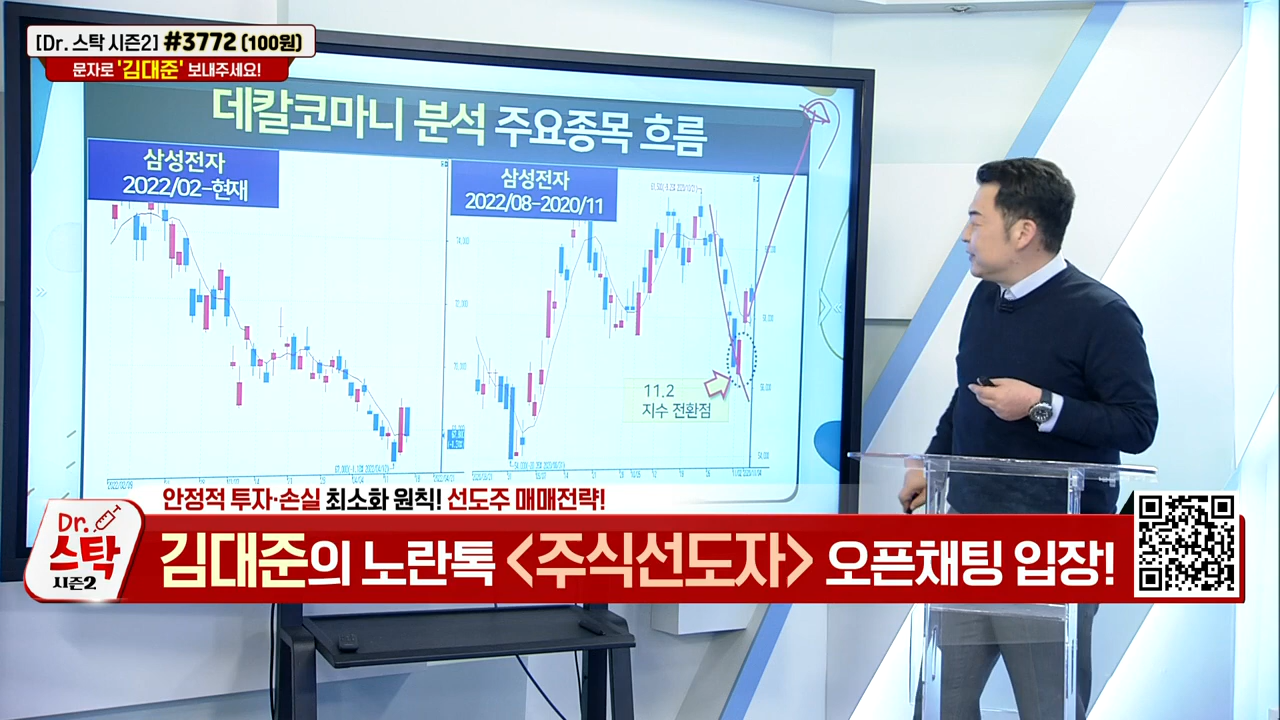 [Dr. 스탁 시즌2] #3772 (100원)
문자로 '김대준' 보내주세요!
데칼코마니 분석 주요종목 흐름
삼성전자
2022/02-현재
삼성전자
2022/08-2020/11
11.2
지수 전환점
안정적 투자·손실 최소화 원칙! 선도주 매매전략!
Dr.
스탁
시즌2
김대준의 노란톡 <주식선도자> 오픈채팅 입장!